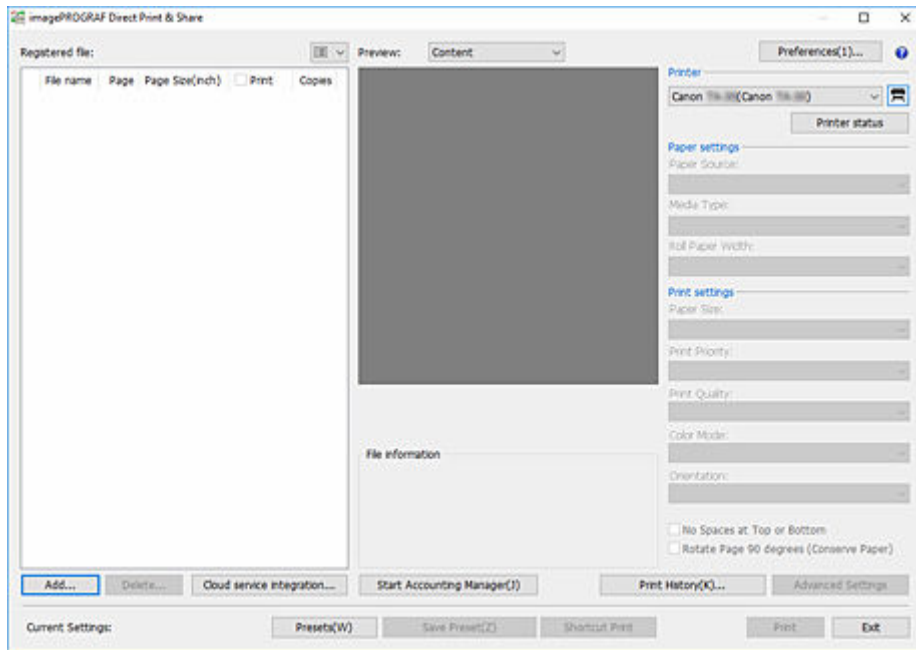 imagePROGRAF Direct Print & Share
Registered file:
Preview: Content
Preferences(1)...
File name Page Page Size(inch) Print Copies
Printer
Canon (Canon )
Printer status
Paper settings
Paper Source:
Media Type:
Roll Paper Width:
Print settings
Paper Size:
Print Priority:
Print Quality:
Color Mode:
Orientation:
File information
No Spaces at Top or Bottom
Rotate Page 90 degrees (Conserve Paper)
Add... Delete... Cloud service integration... Start Accounting Manager(J) Print History(K)... Advanced Settings
Current Settings: Presets(W) Save Preset(Z) Shortcut Print Print Exit